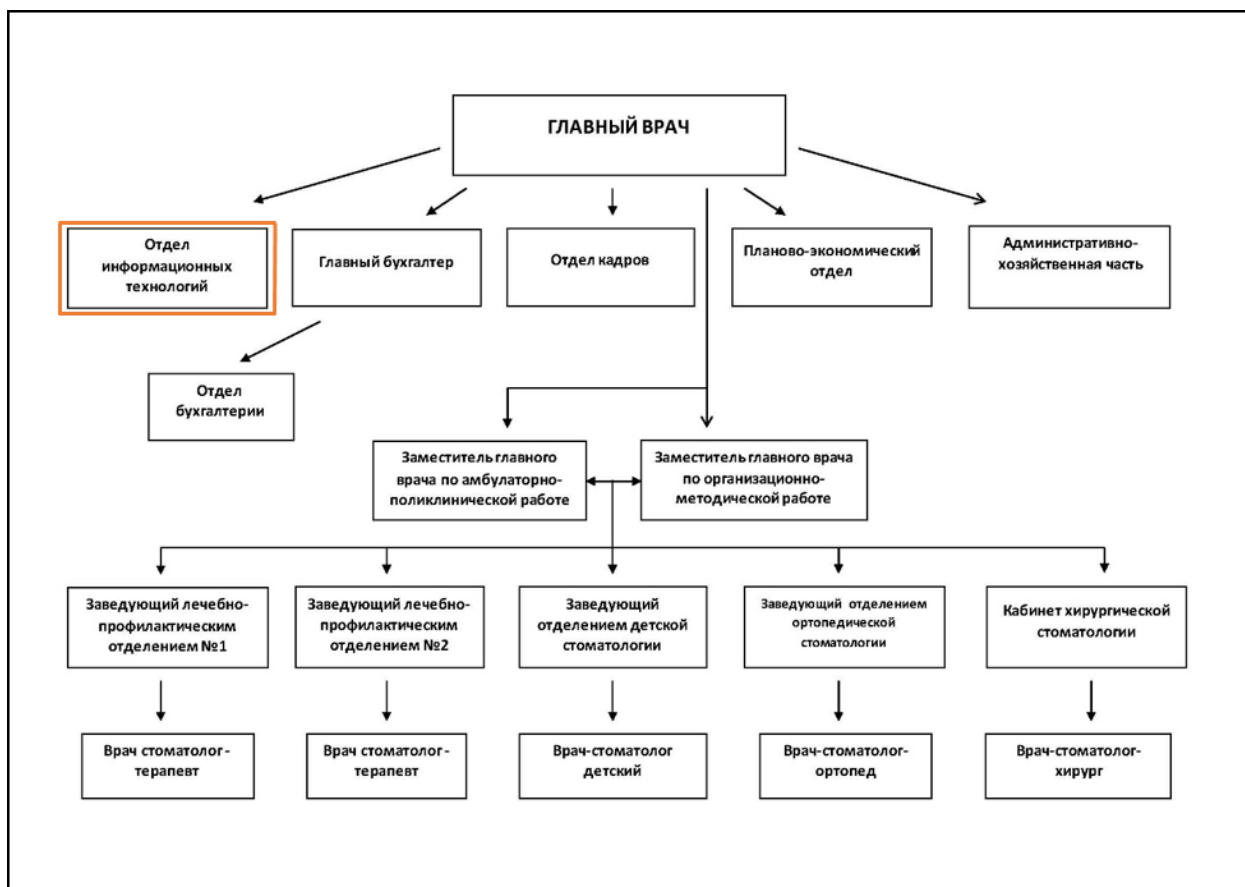 ГЛАВНЫЙ ВРАЧ
Отдел
информационных
технологий
Главный бухгалтер
Отдел кадров
Планово-экономический
отдел
Административно-
хозяйственная часть
Отдел
бухгалтерии
Заместитель главного
врача по амбулаторно-
поликлинической работе
Заместитель главного врача
по организационно-
методической работе
Заведующий лечебно-
профилактическим
отделением №1
Заведующий лечебно-
профилактическим
отделением №2
Заведующий
отделением детской
стоматологии
Заведующий отделением
ортопедической
стоматологии
Кабинет хирургической
стоматологии
Врач стоматолог -
терапевт
Врач стоматолог -
терапевт
Врач-стоматолог
детский
Врач-стоматолог-
ортопед
Врач-стоматолог-
хирург